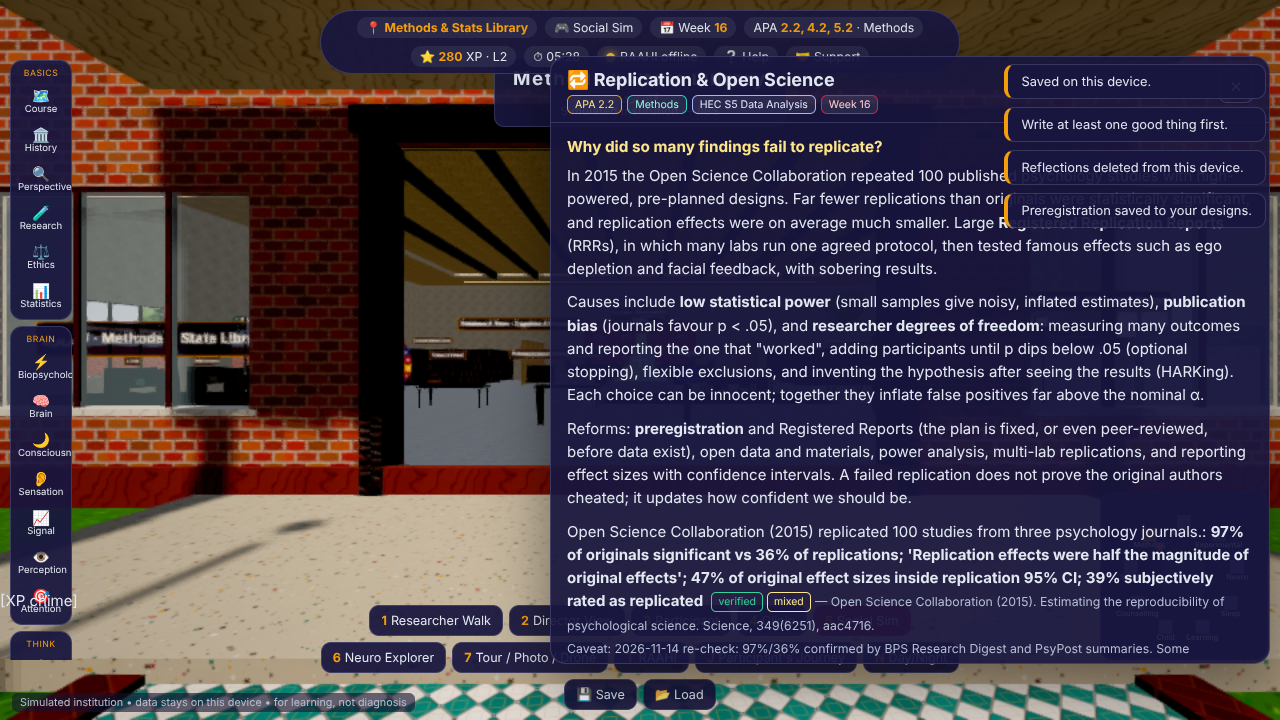 📍 Methods & Stats Library
🎮 Social Sim
📅 Week 16
APA 2.2, 4.2, 5.2 · Methods
⭐ 280 XP · L2
BASICS
Course
History
Perspective
Research
Ethics
Statistics
BRAIN
Biopsycholo
Brain
Consciousn
Sensation
Signal
Perception
Attention
[XP chime]
THINK
🔁 Replication & Open Science
APA 2.2
Methods
HEC S5 Data Analysis
Week 16
Saved on this device.
Write at least one good thing first.
Reflections deleted from this device.
Preregistration saved to your designs.
Why did so many findings fail to replicate?
In 2015 the Open Science Collaboration repeated 100 published
powered, pre-planned designs. Far fewer replications than originals were statistically significant,
and replication effects were on average much smaller. Large Registered Replication Reports
(RRRs), in which many labs run one agreed protocol, then tested famous effects such as ego
depletion and facial feedback, with sobering results.
Causes include low statistical power (small samples give noisy, inflated estimates), publication
bias (journals favour p < .05), and researcher degrees of freedom: measuring many outcomes
and reporting the one that "worked", adding participants until p dips below .05 (optional
stopping), flexible exclusions, and inventing the hypothesis after seeing the results (HARKing).
Each choice can be innocent; together they inflate false positives far above the nominal α.
Reforms: preregistration and Registered Reports (the plan is fixed, or even peer-reviewed,
before data exist), open data and materials, power analysis, multi-lab replications, and reporting
effect sizes with confidence intervals. A failed replication does not prove the original authors
cheated; it updates how confident we should be.
Open Science Collaboration (2015) replicated 100 studies from three psychology journals.: 97%
of originals significant vs 36% of replications; 'Replication effects were half the magnitude of
original effects'; 47% of original effect sizes inside replication 95% CI; 39% subjectively
rated as replicated verified mixed — Open Science Collaboration (2015). Estimating the reproducibility of
psychological science. Science, 349(6251), aac4716.
Caveat: 2026-11-14 re-check: 97%/36% confirmed by BPS Research Digest and PsyPost summaries. Some
1 Researcher Walk
2
6 Neuro Explorer
7 Tour / Photo /
💾 Save
📂 Load
Simulated institution • data stays on this device • for learning, not diagnosis